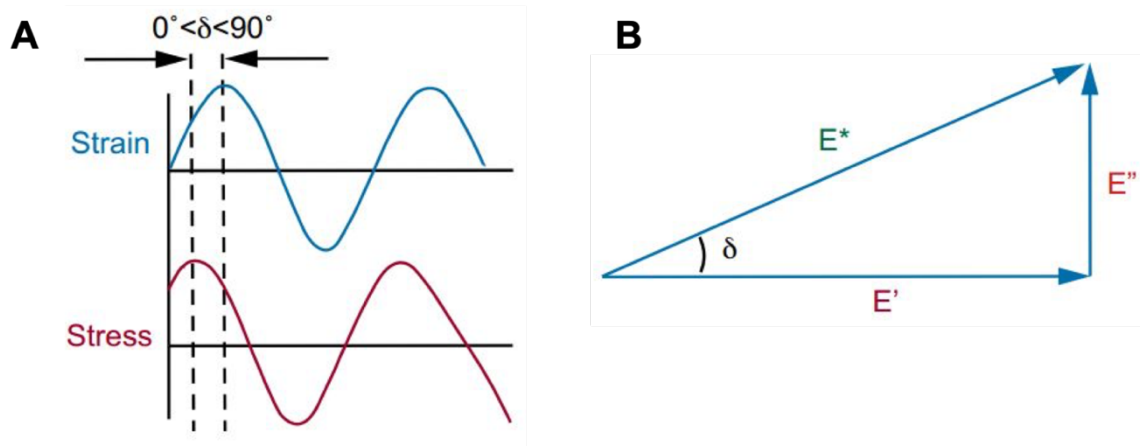 A
0˚<δ<90˚
Strain
Stress
B
E*
E”
δ
E’